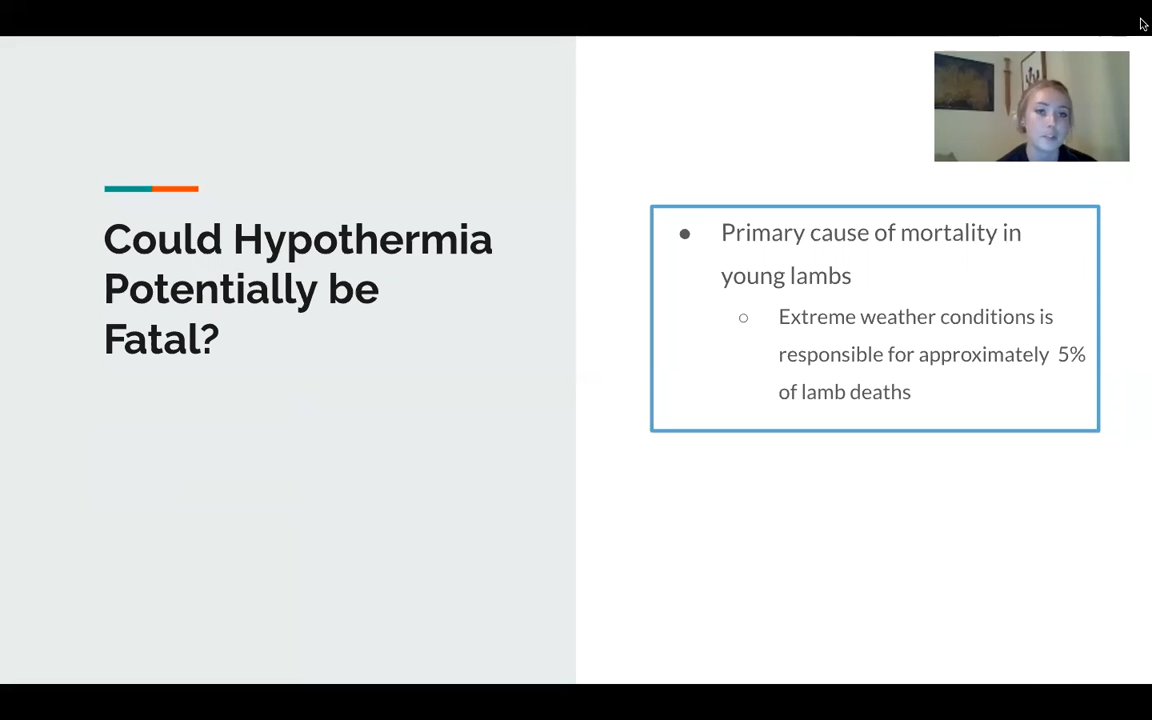 Could Hypothermia
Potentially be
Fatal?
● Primary cause of mortality in
young lambs
○ Extreme weather conditions is
responsible for approximately 5%
of lamb deaths